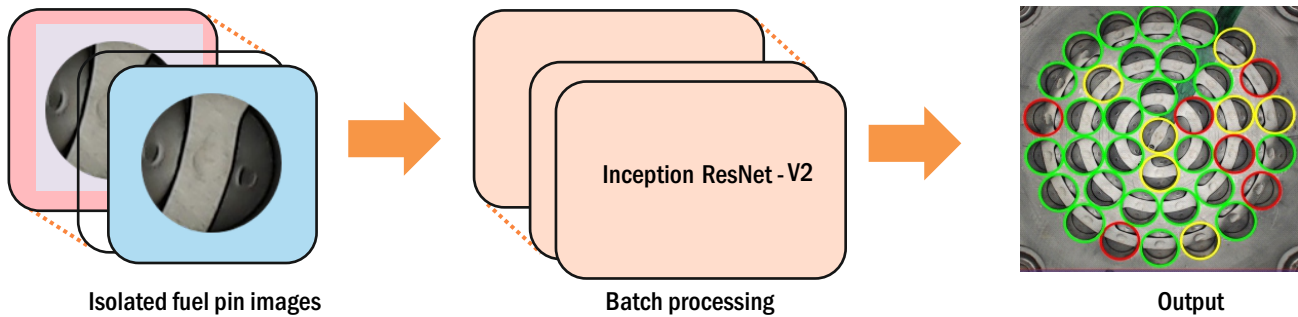 Inception ResNet - V2
Isolated fuel pin images
Batch processing
Output